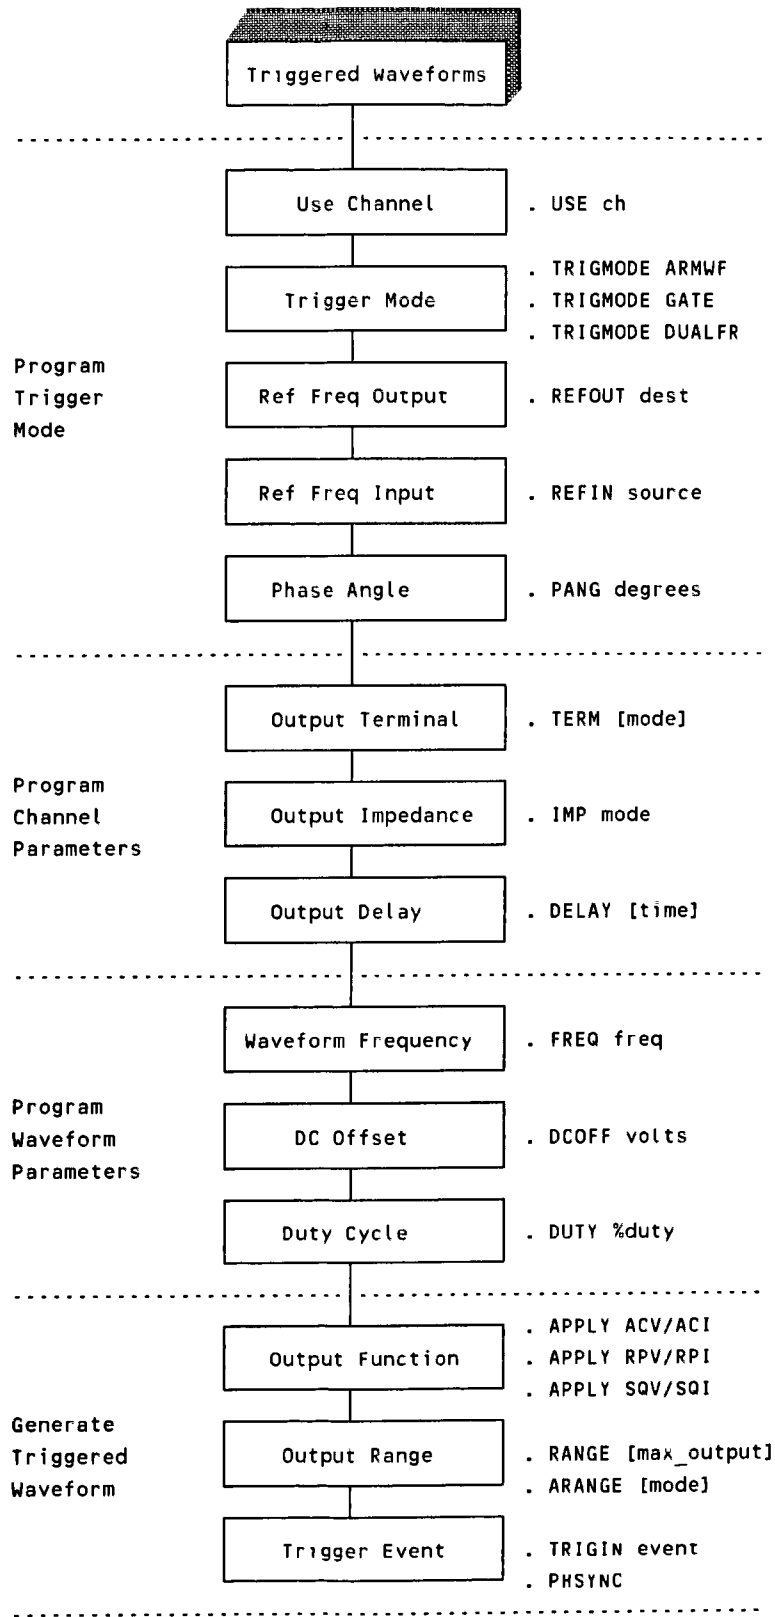 Triggered Waveforms
Use Channel
. USE ch
Trigger Mode
. TRIGMODE ARMWF
. TRIGMODE GATE
. TRIGMODE DUALFR
Program
Trigger
Mode
Ref Freq Output
. REFOUT dest
Ref Freq Input
. REFIN source
Phase Angle
. PANG degrees
Output Terminal
. TERM [mode]
Program
Channel
Parameters
Output Impedance
. IMP mode
Output Delay
. DELAY [time]
Waveform Frequency
. FREQ freq
Program
Waveform
Parameters
DC Offset
. DCOFF volts
Duty Cycle
. DUTY %duty
Output Function
. APPLY ACV/ACI
. APPLY RPV/RPI
. APPLY SQV/SQI
Generate
Triggered
Waveform
Output Range
. RANGE [max_output]
. ARANGE [mode]
Trigger Event
. TRIGIN event
. PHSYNC